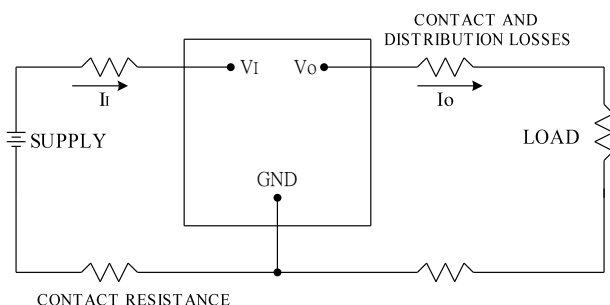 CONTACT AND
DISTRIBUTION LOSSES
VI
VO
II
IO
SUPPLY
LOAD
GND
CONTACT RESISTANCE